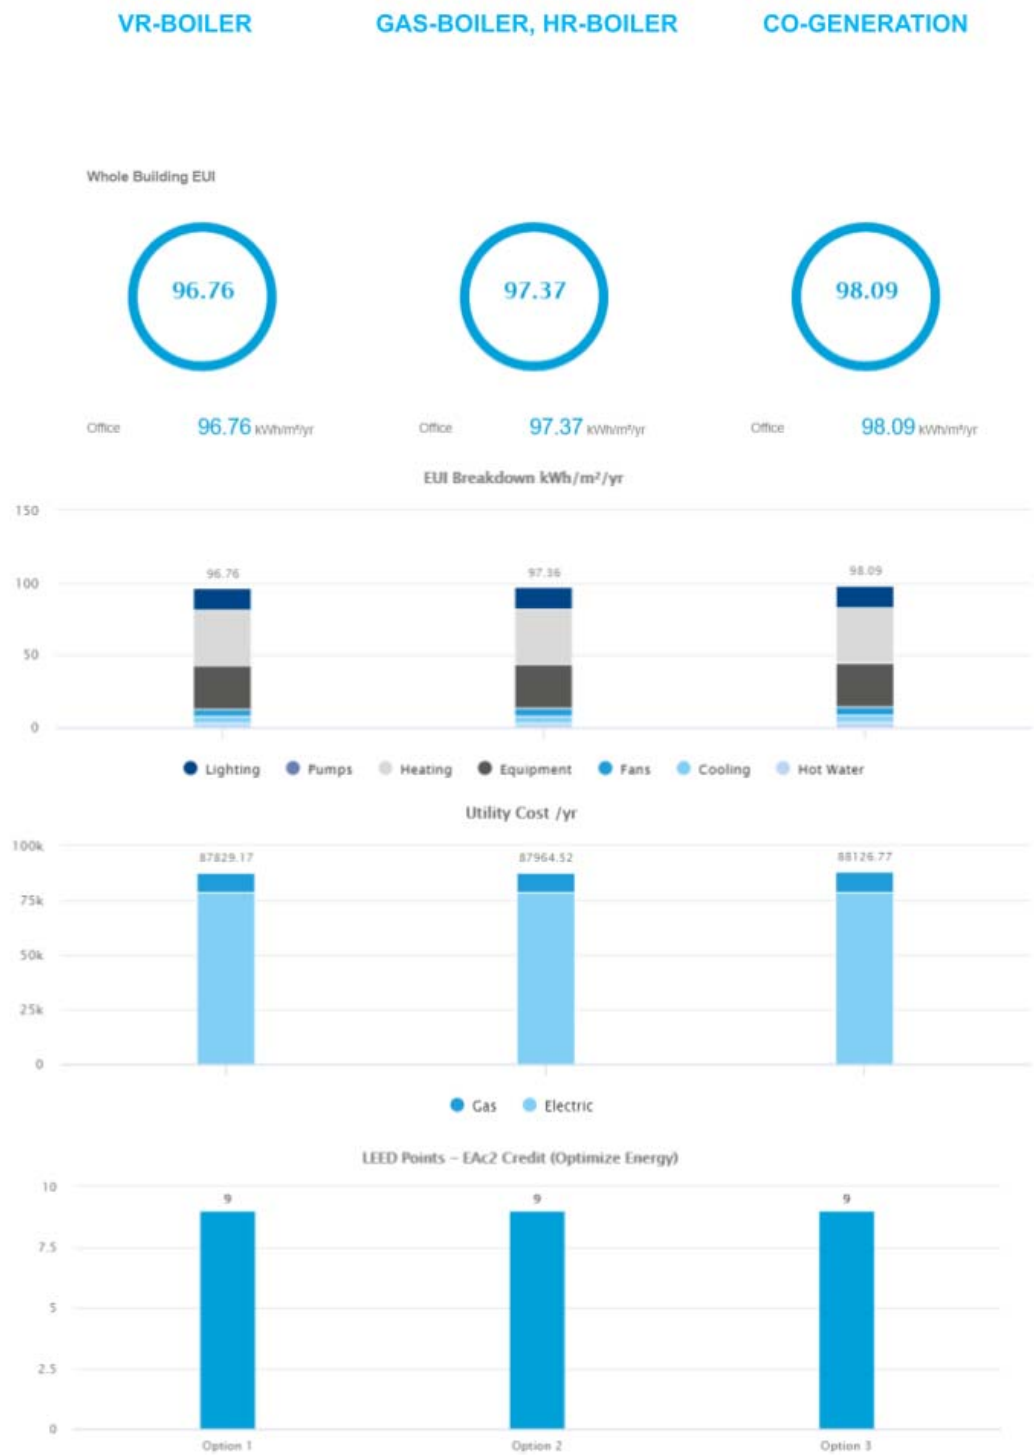 VR-BOILER GAS-BOILER, HR-BOILER CO-GENERATION
Whole Building EUI
96.76 97.37 98.09
Office 96.76 kWh/m²/yr Office 97.37 kWh/m²/yr Office 98.09 kWh/m²/yr
EUI Breakdown kWh/m²/yr
150
96.76 97.36 98.09
100
50
0
Lighting Pumps Heating Equipment Fans Cooling Hot Water
Utility Cost /yr
100k
87829.17 87964.52 88126.77
75k
50k
25k
0
Gas Electric
LEED Points – EAc2 Credit (Optimize Energy)
10
9 9 9
7.5
5
2.5
0
Option 1 Option 2 Option 3